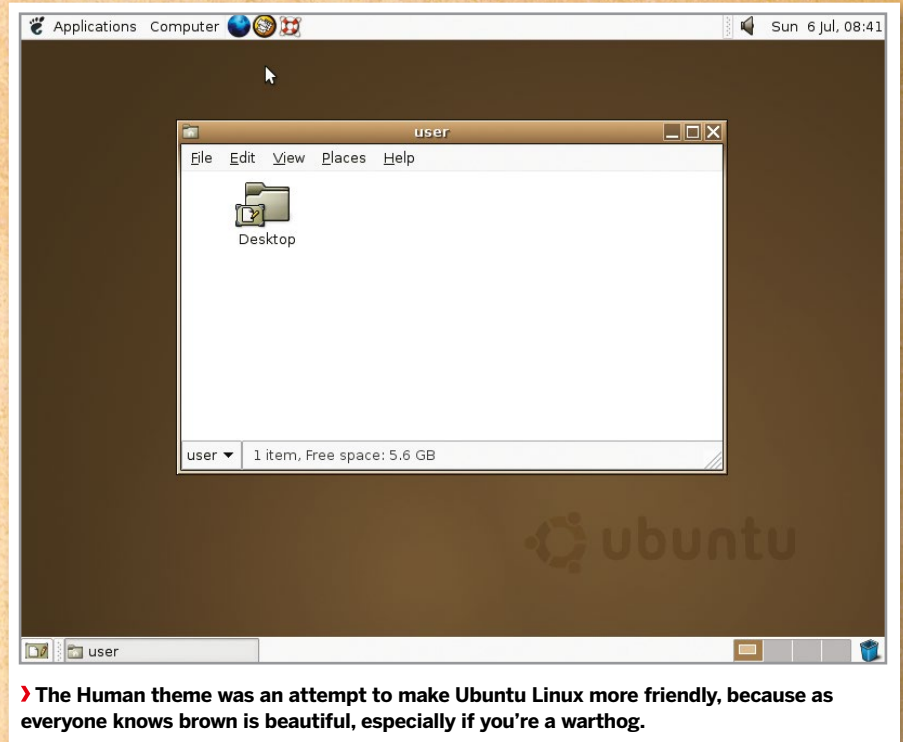 Applications Computer Sun 6 Jul, 08:41
user
File Edit View Places Help
Desktop
user 1 item, Free space: 5.6 GB
ubuntu
user
The Human theme was an attempt to make Ubuntu Linux more friendly, because as
everyone knows brown is beautiful, especially if you're a warthog.